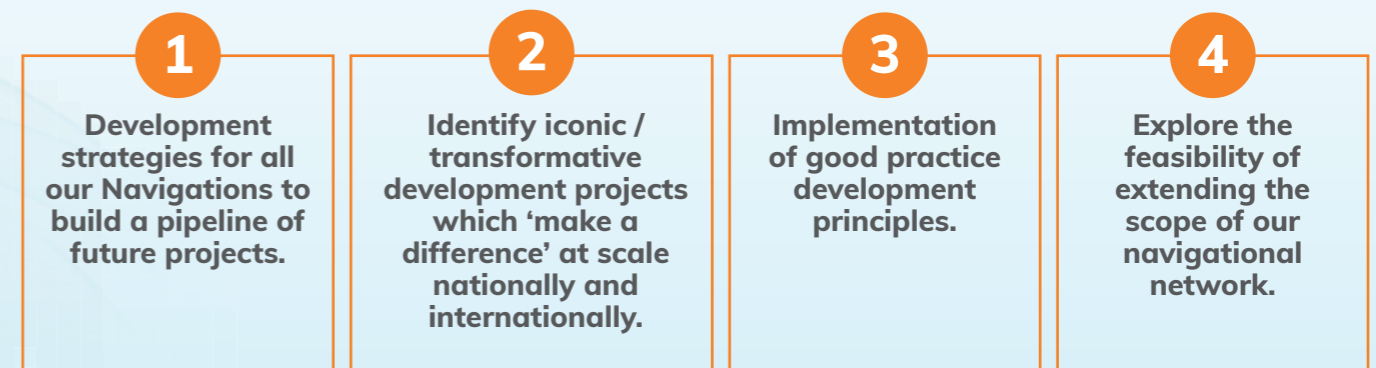 1
Development
strategies for all
our Navigations to
build a pipeline of
future projects.
2
Identify iconic /
transformative
development projects
which ‘make a
difference’ at scale
nationally and
internationally.
3
Implementation
of good practice
development
principles.
4
Explore the
feasibility of
extending the
scope of our
navigational
network.